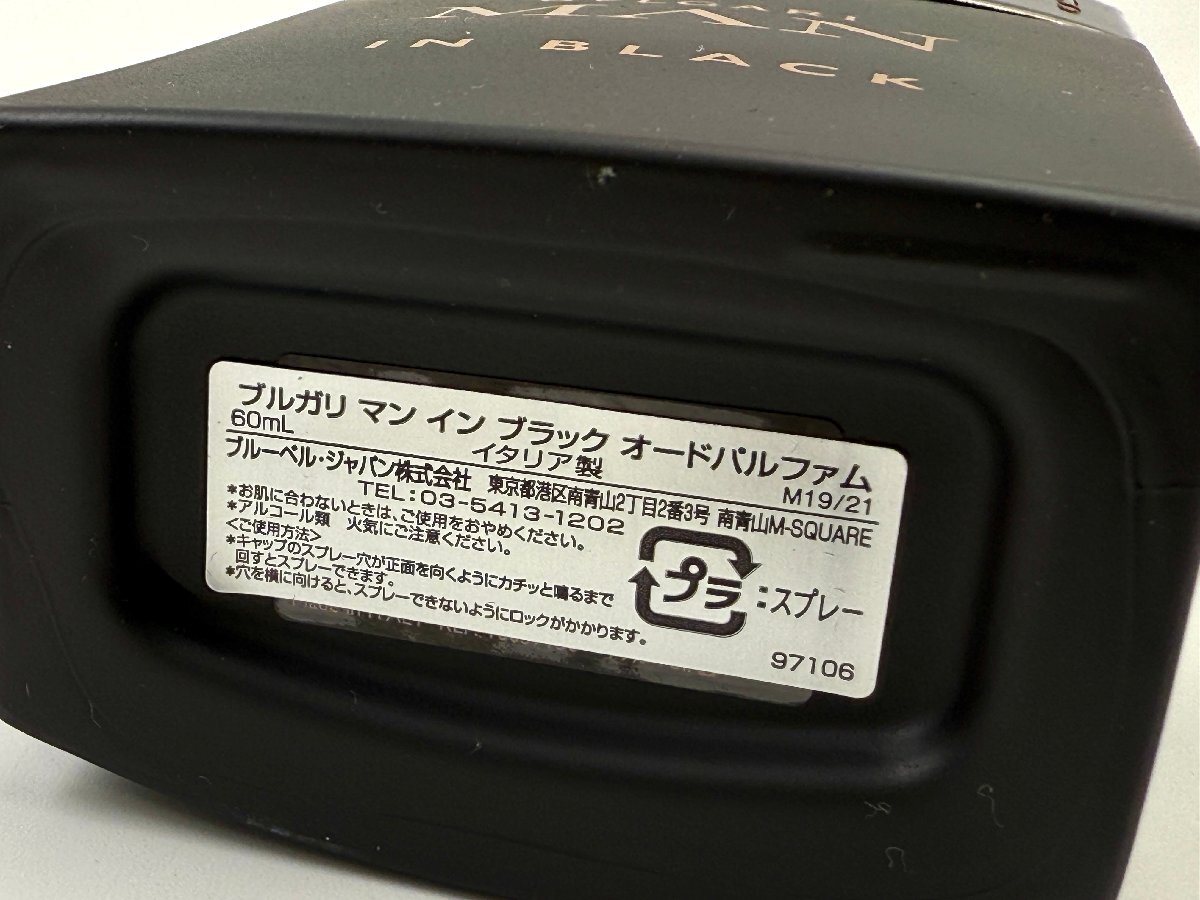 MAN
IN BLACK
ブルガリ マン イン ブラック オードパルファム
60mL
イタリア製
M19/21
ブルーベル・ジャパン株式会社 東京都港区南青山2丁目2番3号 南青山M-SQUARE
TEL:03-5413-1202
*お肌に合わないときは、ご使用をおやめください。
*アルコール類 火気にご注意ください。
<ご使用方法>
*キャップのスプレー穴が正面を向くようにカチッと鳴るまで
回すとスプレーできます。
*穴を横に向けると、スプレーできないようにロックがかかります。
プラ
:スプレー
97106